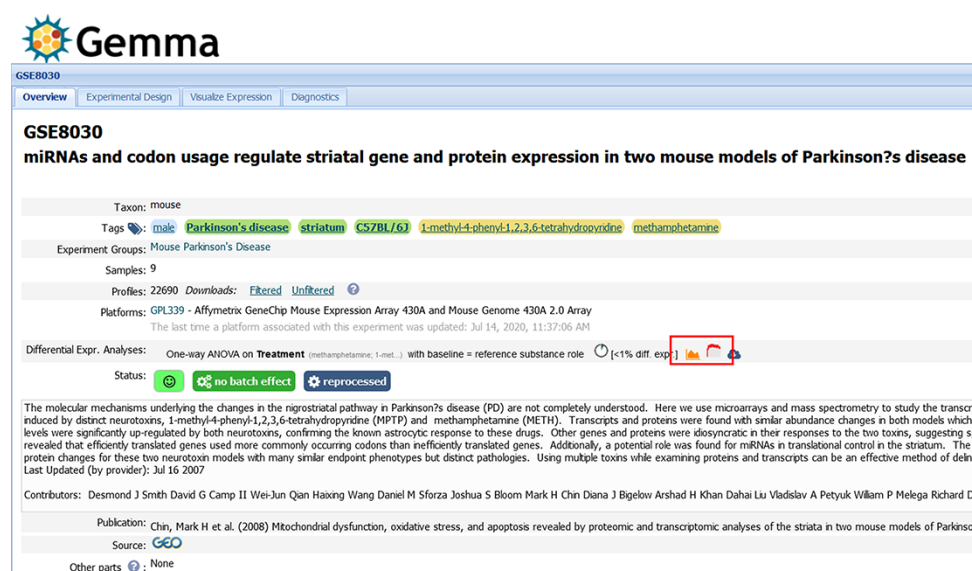 Gemma
GSE8030
Overview Experimental Design Visualize Expression Diagnostics
GSE8030
miRNAs and codon usage regulate striatal gene and protein expression in two mouse models of Parkinson?s disease
Taxon: mouse
Tags : male Parkinson's disease striatum C57BL/6J 1-methyl-4-phenyl-1,2,3,6-tetrahydropyridine methamphetamine
Experiment Groups: Mouse Parkinson's Disease
Samples: 9
Profiles: 22690 Downloads: Filtered Unfiltered ?
Platforms: GPL339 - Affymetrix GeneChip Mouse Expression Array 430A and Mouse Genome 430A 2.0 Array
The last time a platform associated with this experiment was updated: Jul 14, 2020, 11:37:06 AM
Differential Expr. Analyses: One-way ANOVA on Treatment (methamphetamine; 1-met...) with baseline = reference substance role [<1% diff. expr.]
Status: no batch effect reprocessed
The molecular mechanisms underlying the changes in the nigrostriatal pathway in Parkinson?s disease (PD) are not completely understood. Here we use microarrays and mass spectrometry to study the transcr
induced by distinct neurotoxins, 1-methyl-4-phenyl-1,2,3,6-tetrahydropyridine (MPTP) and methamphetamine (METH). Transcripts and proteins were found with similar abundance changes in both models which
levels were significantly up-regulated by both neurotoxins, confirming the known astrocytic response to these drugs. Other genes and proteins were idiosyncratic in their responses to the two toxins, suggesting s
revealed that efficiently translated genes used more commonly occurring codons than inefficiently translated genes. Additionally, a potential role was found for miRNAs in translational control in the striatum. The
protein changes for these two neurotoxin models with many similar endpoint phenotypes but distinct pathologies. Using multiple toxins while examining proteins and transcripts can be an effective method of delin
Last Updated (by provider): Jul 16 2007
Contributors: Desmond J Smith David G Camp II Wei-Jun Qian Haixing Wang Daniel M Sforza Joshua S Bloom Mark H Chin Diana J Bigelow Arshad H Khan Dahai Liu Vladislav A Petyuk William P Melega Richard D
Publication: Chin, Mark H et al. (2008) Mitochondrial dysfunction, oxidative stress, and apoptosis revealed by proteomic and transcriptomic analyses of the striata in two mouse models of Parkinso
Source: GEO
Other parts ? : None